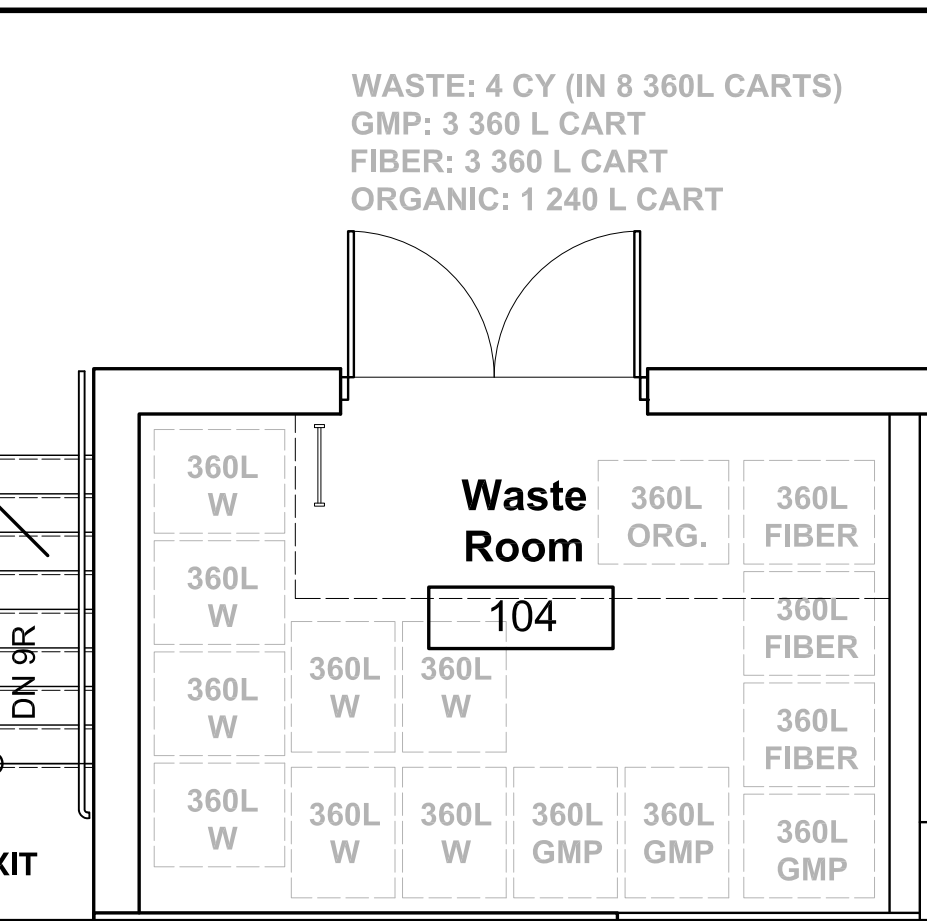 WASTE: 4 CY (IN 8 360L CARTS)
GMP: 3 360 L CART
FIBER: 3 360 L CART
ORGANIC: 1 240 L CART
360L
W
360L
W
360L
W
360L
W
Waste
Room
104
360L
ORG.
360L
FIBER
360L
FIBER
360L
FIBER
360L
GMP
360L
W
360L
W
360L
W
360L
W
360L
GMP
360L
GMP
DN 9R
XIT